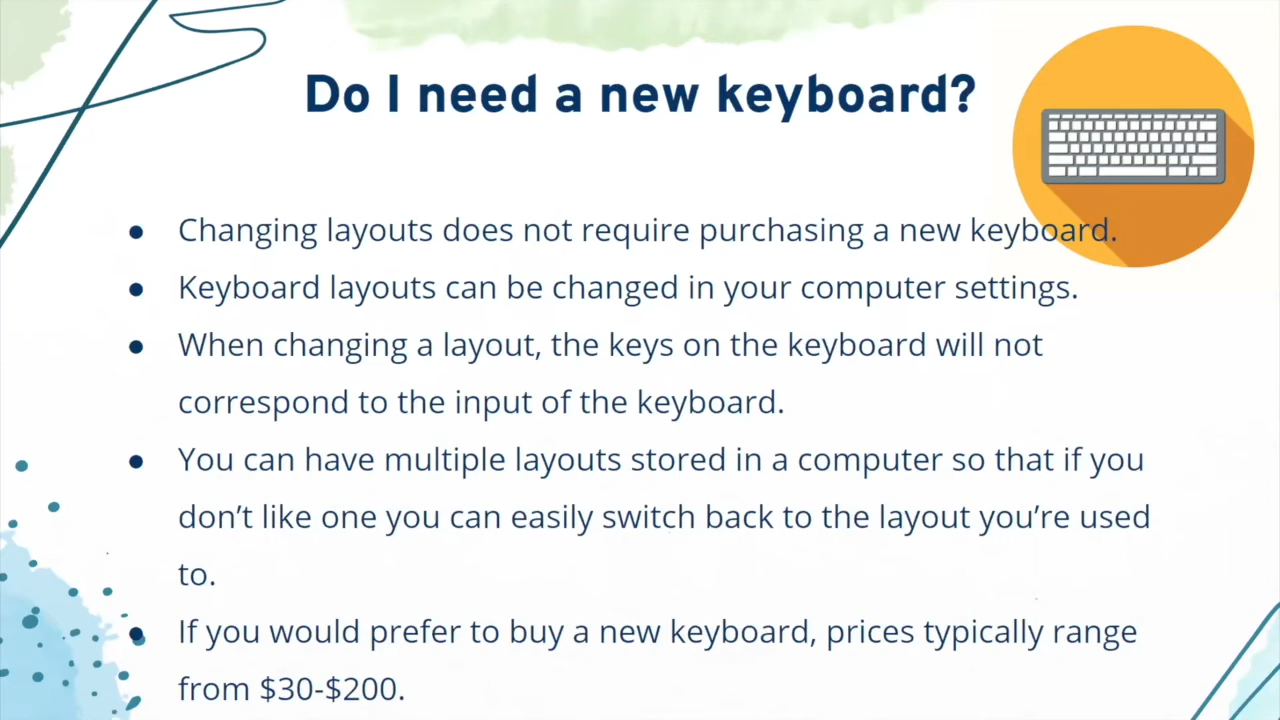 Do I need a new keyboard?
● Changing layouts does not require purchasing a new keyboard.
● Keyboard layouts can be changed in your computer settings.
● When changing a layout, the keys on the keyboard will not
correspond to the input of the keyboard.
● You can have multiple layouts stored in a computer so that if you
don’t like one you can easily switch back to the layout you’re used
to.
● If you would prefer to buy a new keyboard, prices typically range
from $30-$200.